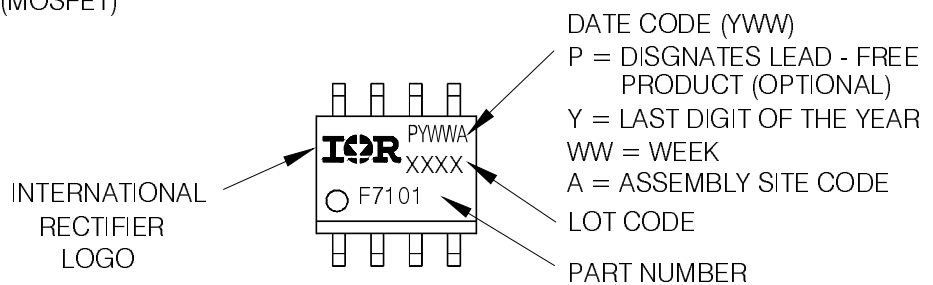 (MOSFET)
DATE CODE (YWW)
P = DISGNATES LEAD - FREE
PRODUCT (OPTIONAL)
Y = LAST DIGIT OF THE YEAR
WW = WEEK
A = ASSEMBLY SITE CODE
LOT CODE
PART NUMBER
IOR
PYWWA
XXXX
F7101
INTERNATIONAL
RECTIFIER
LOGO